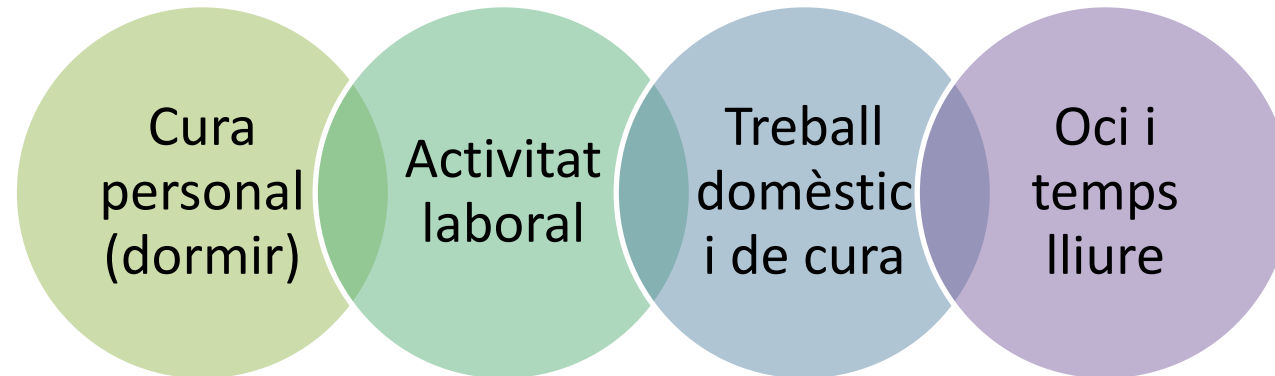 Cura
personal
(dormir)
Activitat
laboral
Treball
domèstic
i de cura
Oci i
temps
lliure